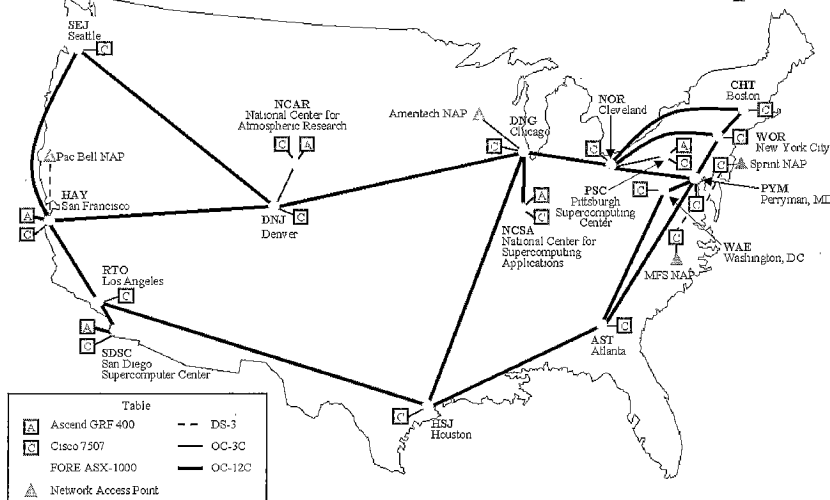 SEJ
Seattle
C
NCAR
National Center for
Atmospheric Research
C
A
Pac Bell NAP
HAY
San Francisco
A
C
DNJ
Denver
C
RTO
Los Angeles
C
A
C
SDSC
San Diego
Supercomputer Center
Ameritech NAP
DNG
Chicago
C
A
C
NCSA
National Center for
Supercomputing
Applications
NOR
Cleveland
C
CHT
Boston
C
C
WOR
New York City
C
Sprint NAP
A
C
PSC
Pittsburgh
Supercomputing
Center
C
PYM
Perryman, MD
C
WAE
Washington, DC
C
MFS NAP
AST
Atlanta
C
HSJ
Houston
C
Table
A Ascend GRF 400
C Cisco 7507
FORE ASX-1000
Network Access Point
DS-3
OC-3C
OC-12C